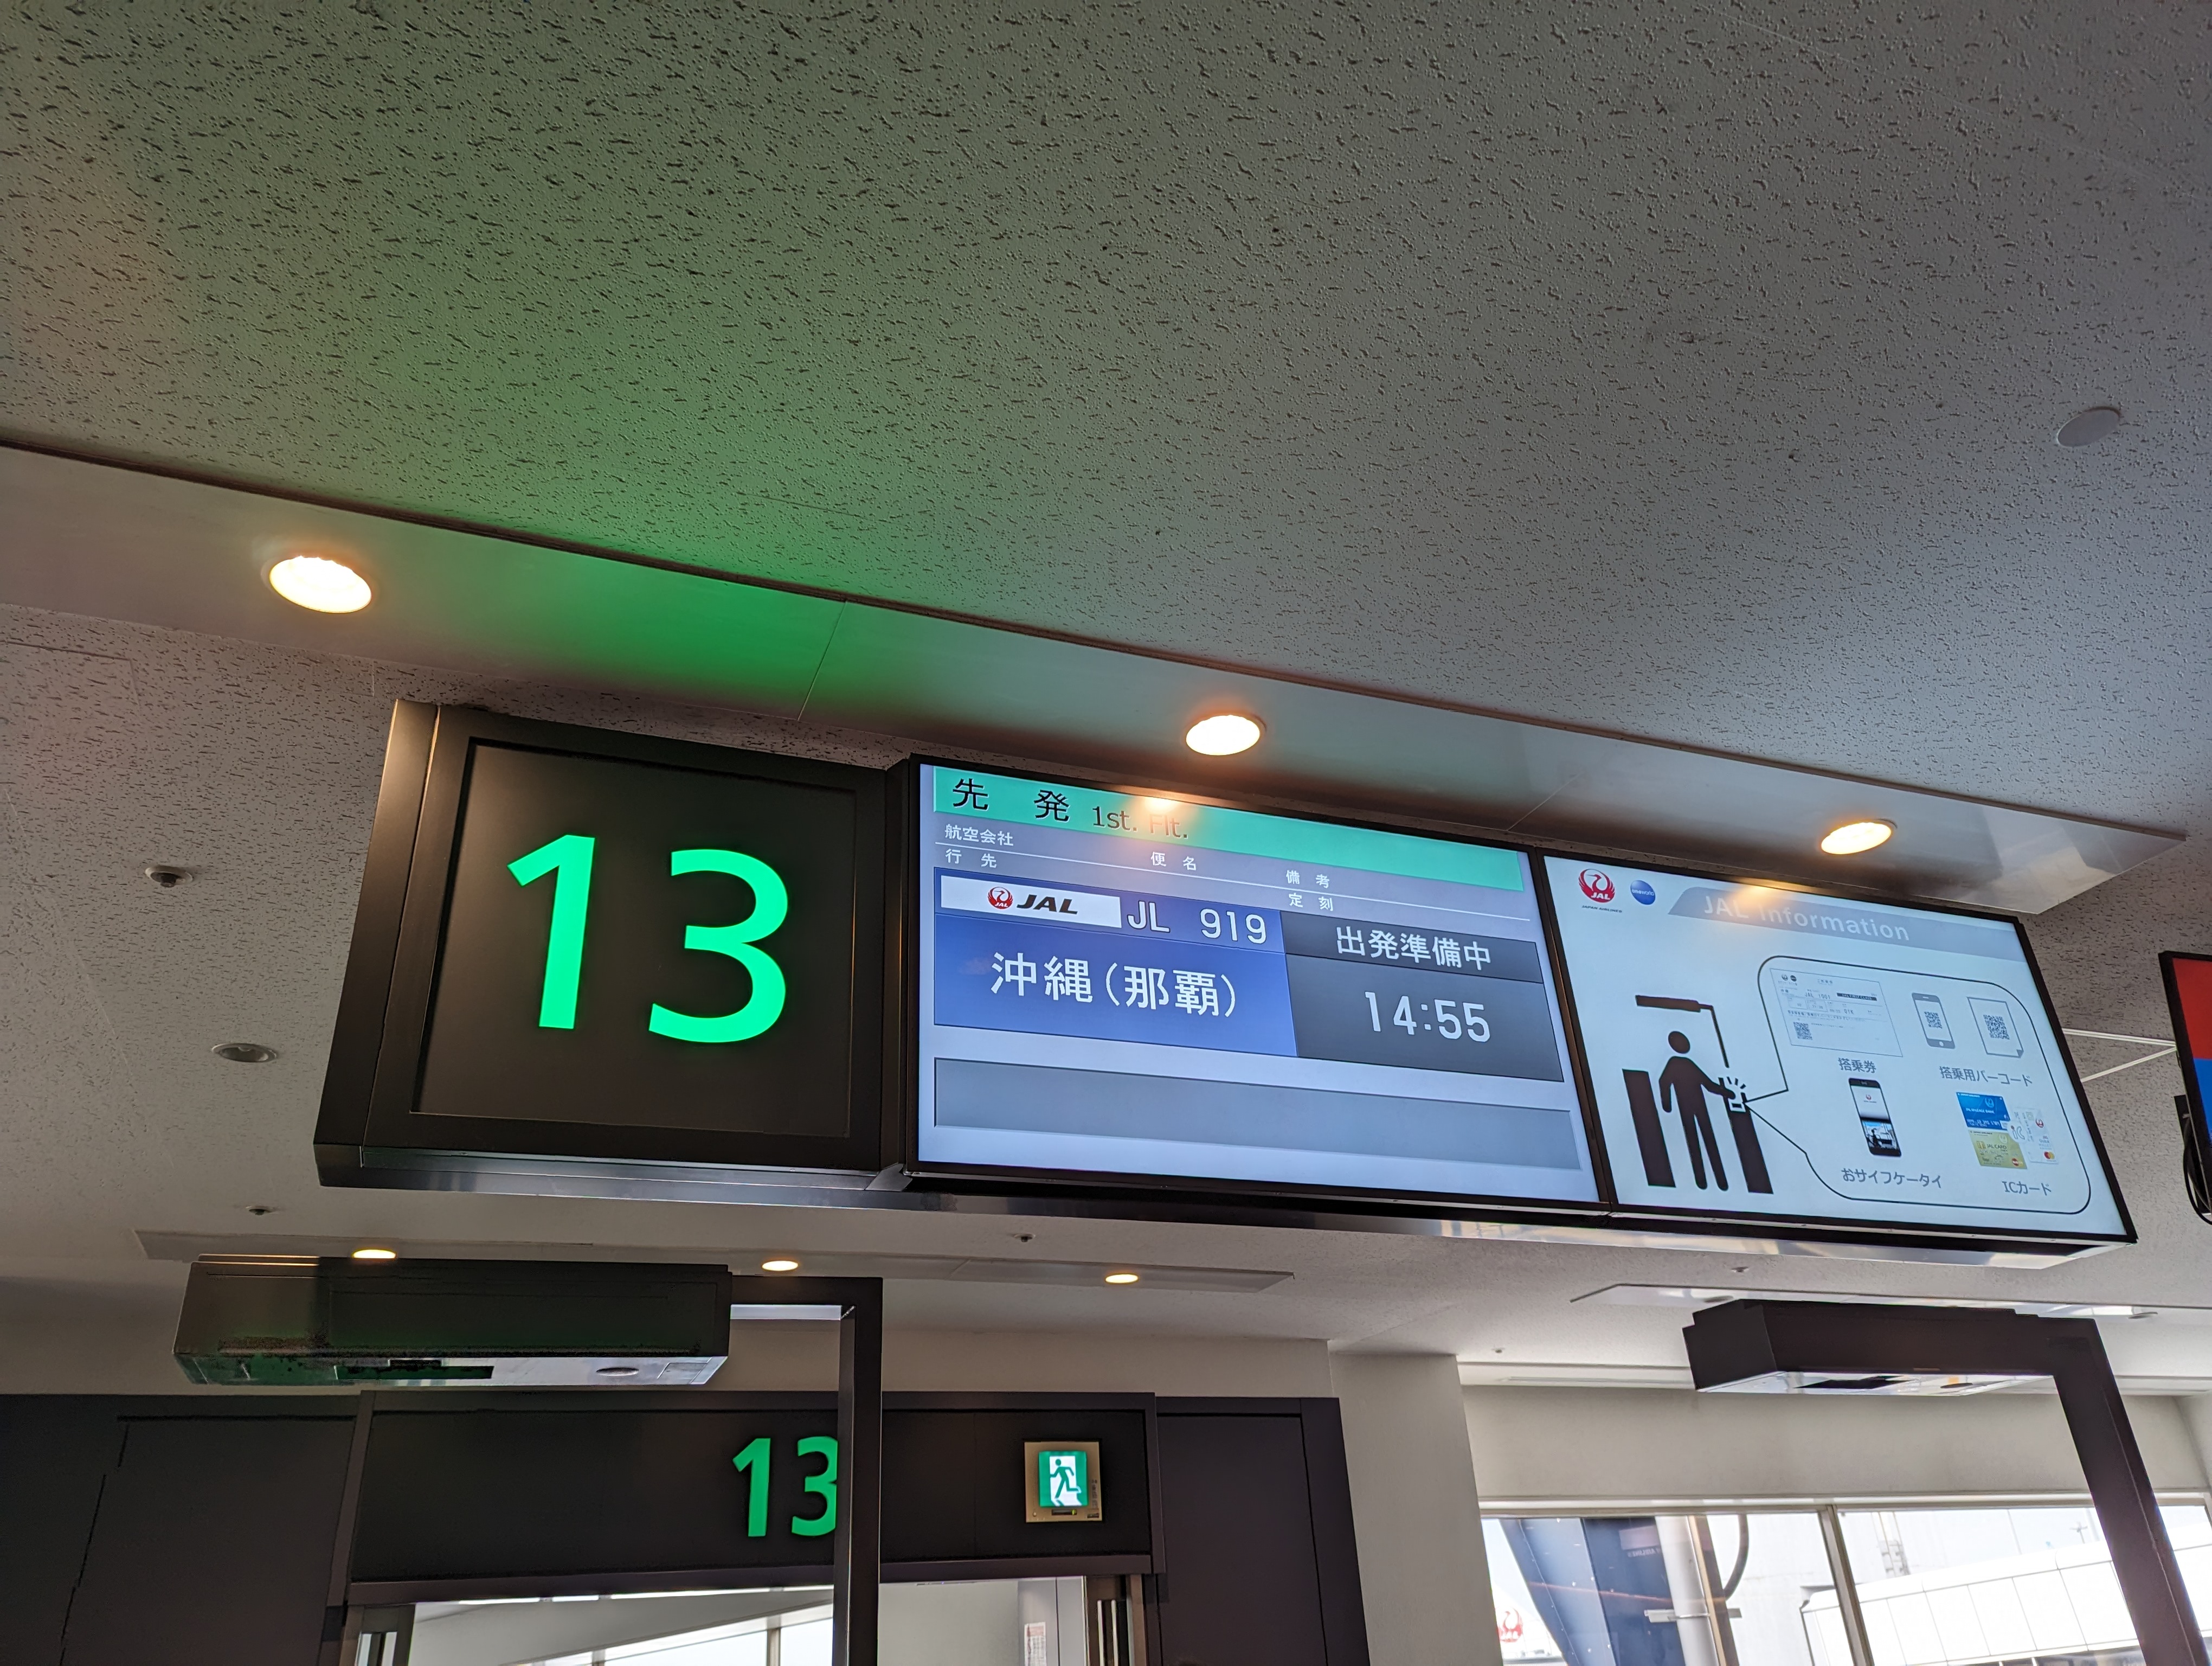 13
先 発 1st. Flt.
航空会社
行 先 便 名 備 考
定 刻
JAL JL 919 出発準備中
沖縄(那覇) 14:55
JAL
JAPAN AIRLINES
JAL Information
搭乗券
搭乗用バーコード
おサイフケータイ
ICカード
13